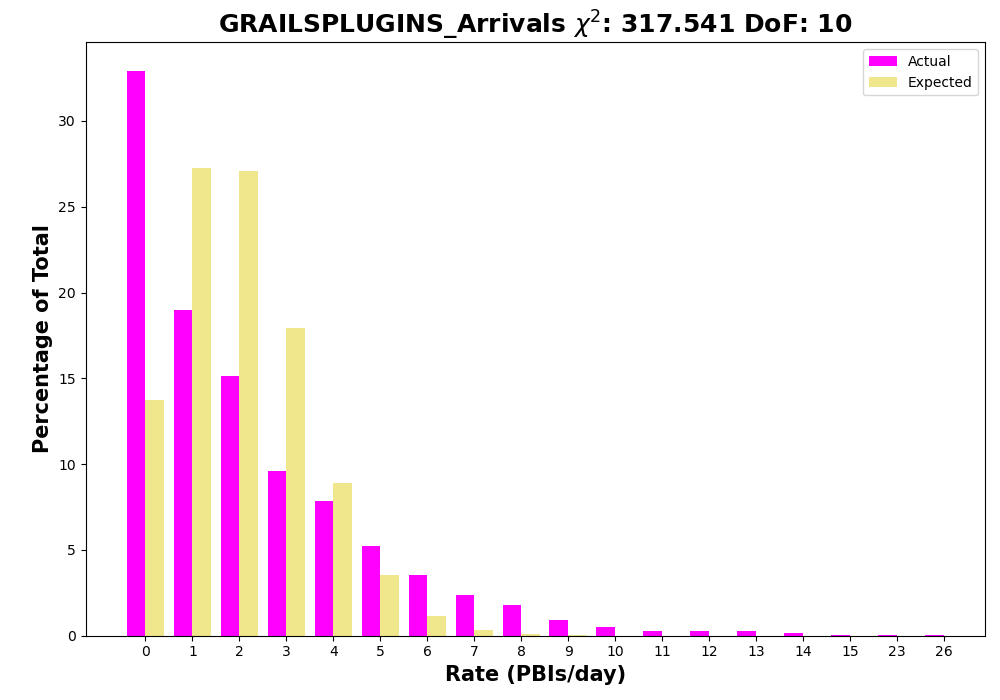 GRAILSPLUGINS_Arrivals χ²: 317.541 DoF: 10
Actual
Expected
Percentage of Total
30
25
20
15
10
5
0
0 1 2 3 4 5 6 7 8 9 10 11 12 13 14 15 23 26
Rate (PBIs/day)